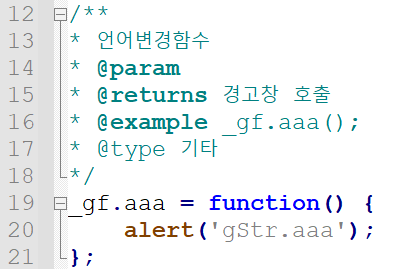 12 /**
13 * 언어변경함수
14 * @param
15 * @returns 경고창 호출
16 * @example _gf.aaa();
17 * @type 기타
18 */
19 _gf.aaa = function() {
20     alert('gStr.aaa');
21 };